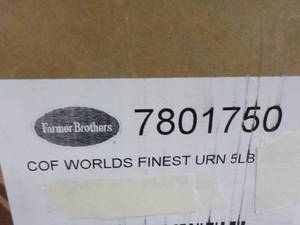 Farmer Brothers
7801750
COF WORLDS FINEST URN 5LB